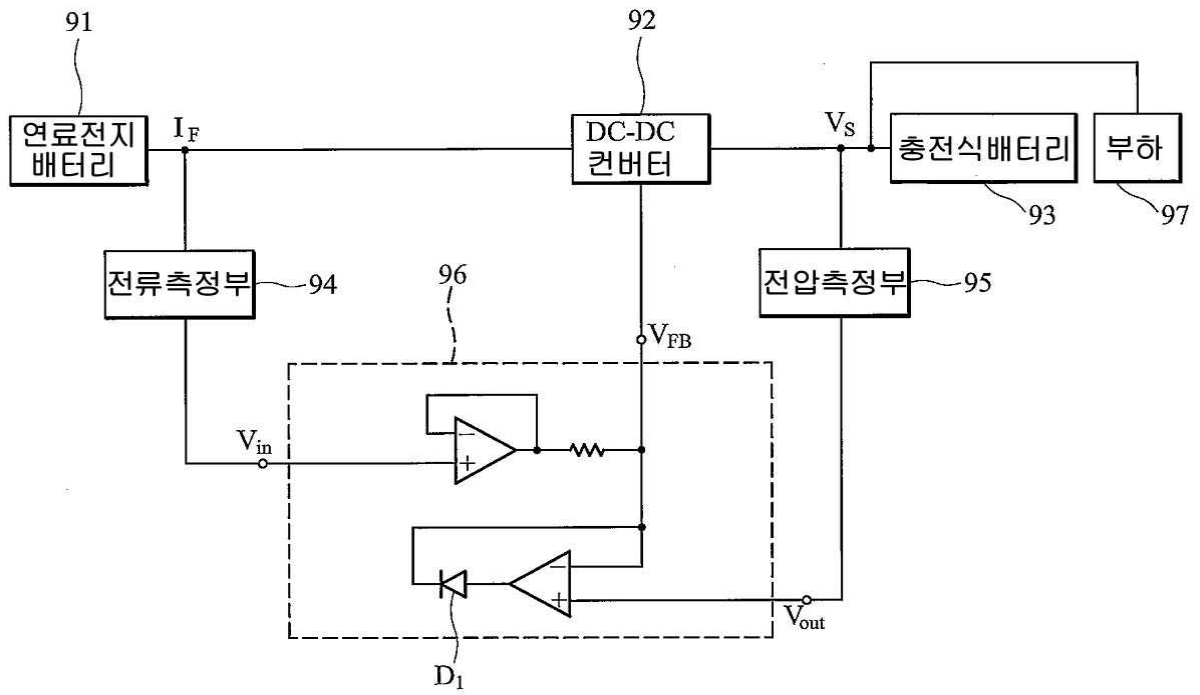 91
92
연료전지
배터리
I_F
DC-DC
컨버터
V_S
충전식배터리
부하
93
97
전류측정부
94
96
전압측정부
95
V_FB
V_in
−
+
−
+
V_out
D_1